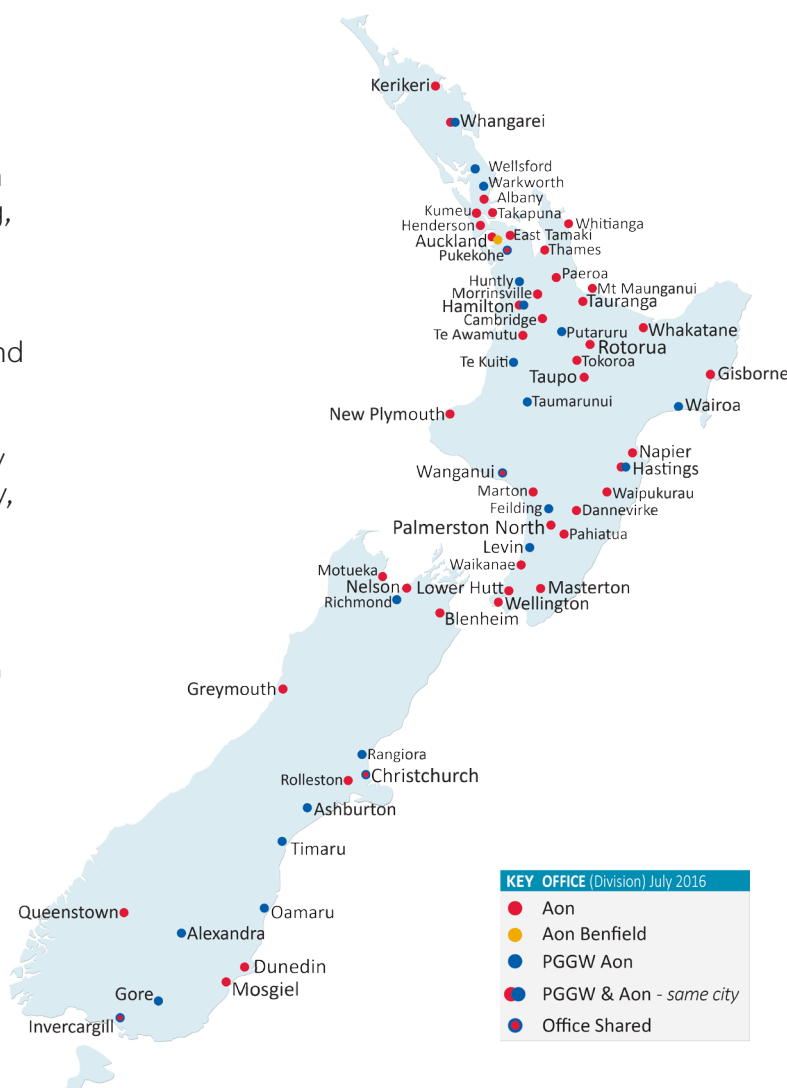 Kerikeri
Whangarei
Wellsford
Warkworth
Albany
Kumeu
Takapuna
Henderson
Whitianga
East Tamaki
Auckland
Thames
Pukekohe
Paeroa
Huntly
Mt Maunganui
Morrinsville
Tauranga
Hamilton
Cambridge
Whakatane
Putaruru
Te Awamutu
Rotorua
Tokoroa
Te Kuiti
Gisborne
Taupo
Taumarunui
Wairoa
New Plymouth
Napier
Hastings
Wanganui
Marton
Waipukurau
Feilding
Dannevirke
Palmerston North
Pahiatua
Levin
Waikanae
Motueka
Nelson
Lower Hutt
Masterton
Richmond
Wellington
Blenheim
Greymouth
Rangiora
Christchurch
Rolleston
Ashburton
Timaru
KEY OFFICE (Division) July 2016
Aon
Queenstown
Oamaru
Alexandra
Aon Benfield
PGGW Aon
Dunedin
Mosgiel
Gore
PGGW & Aon - same city
Invercargill
Office Shared